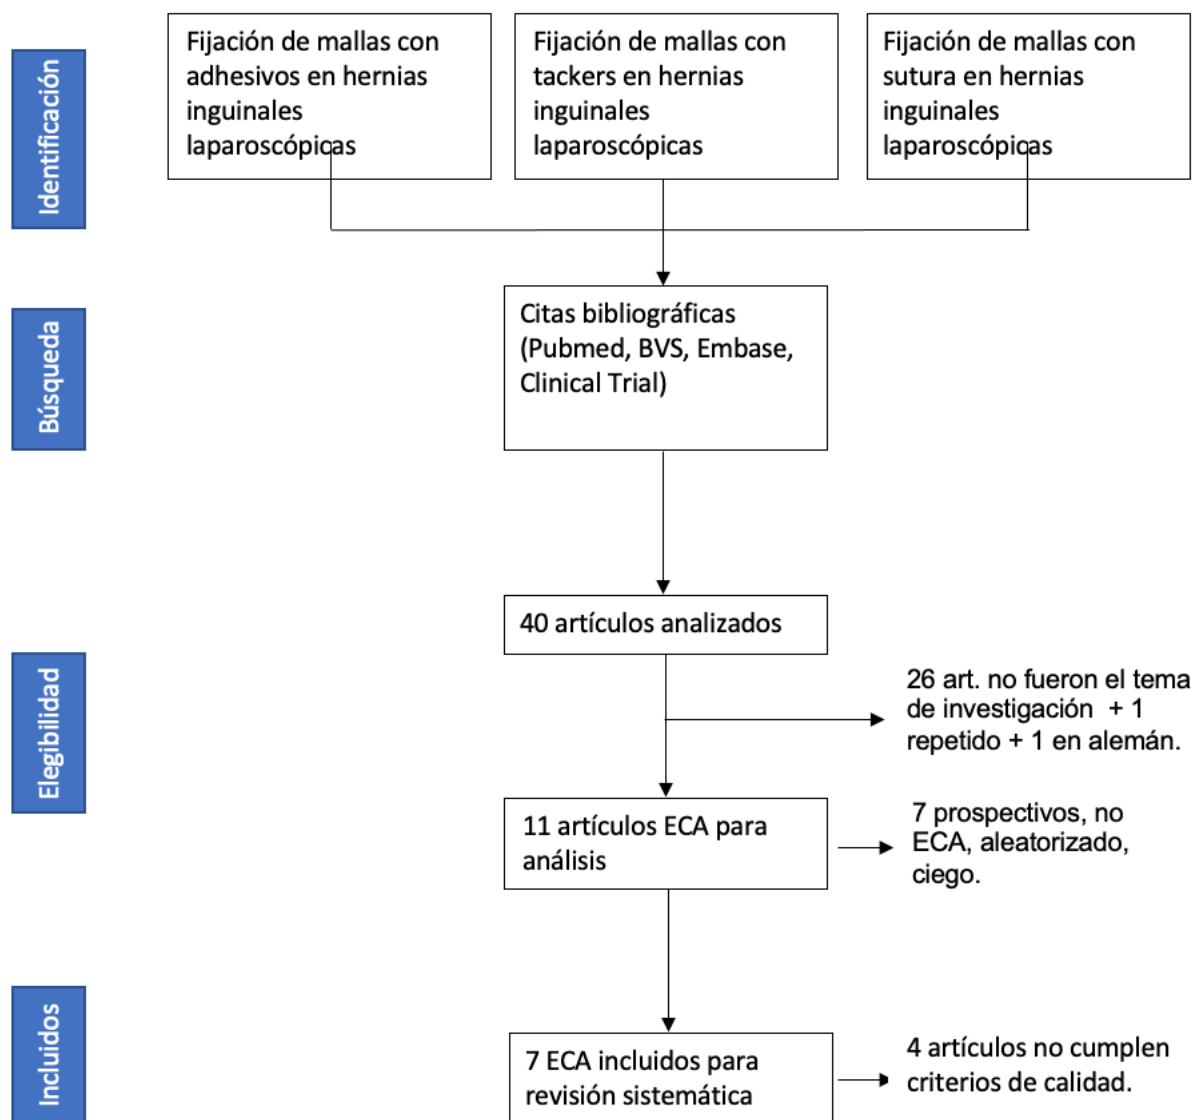 Identificación
Fijación de mallas con
adhesivos en hernias
inguinales
laparoscópicas
Fijación de mallas con
tackers en hernias
inguinales
laparoscópicas
Fijación de mallas con
sutura en hernias
inguinales
laparoscópicas
Búsqueda
Citas bibliográficas
(Pubmed, BVS, Embase,
Clinical Trial)
Elegibilidad
40 artículos analizados
26 art. no fueron el tema
de investigación + 1
repetido + 1 en alemán.
11 artículos ECA para
análisis
7 prospectivos, no
ECA, aleatorizado,
ciego.
Incluidos
7 ECA incluidos para
revisión sistemática
4 artículos no cumplen
criterios de calidad.